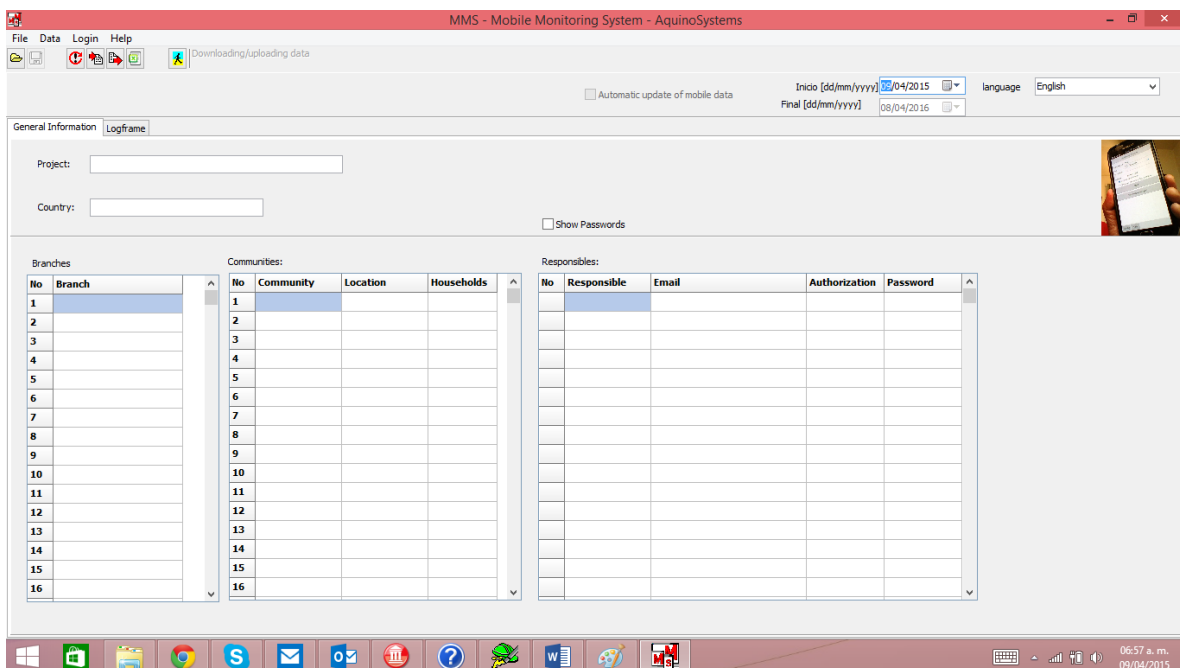 MMS - Mobile Monitoring System - AquinoSystems
File Data Login Help
Downloading/uploading data
Automatic update of mobile data
Inicio [dd/mm/yyyy] 09/04/2015
language English
Final [dd/mm/yyyy] 08/04/2016
General Information Logframe
Project:
Country:
Show Passwords
Branches
Communities:
Responsibles:
No Branch
No Community Location Households
No Responsible Email Authorization Password
1 1
2 2
3 3
4 4
5 5
6 6
7 7
8 8
9 9
10 10
11 11
12 12
13 13
14 14
15 15
16 16
06:57 a. m.
09/04/2015